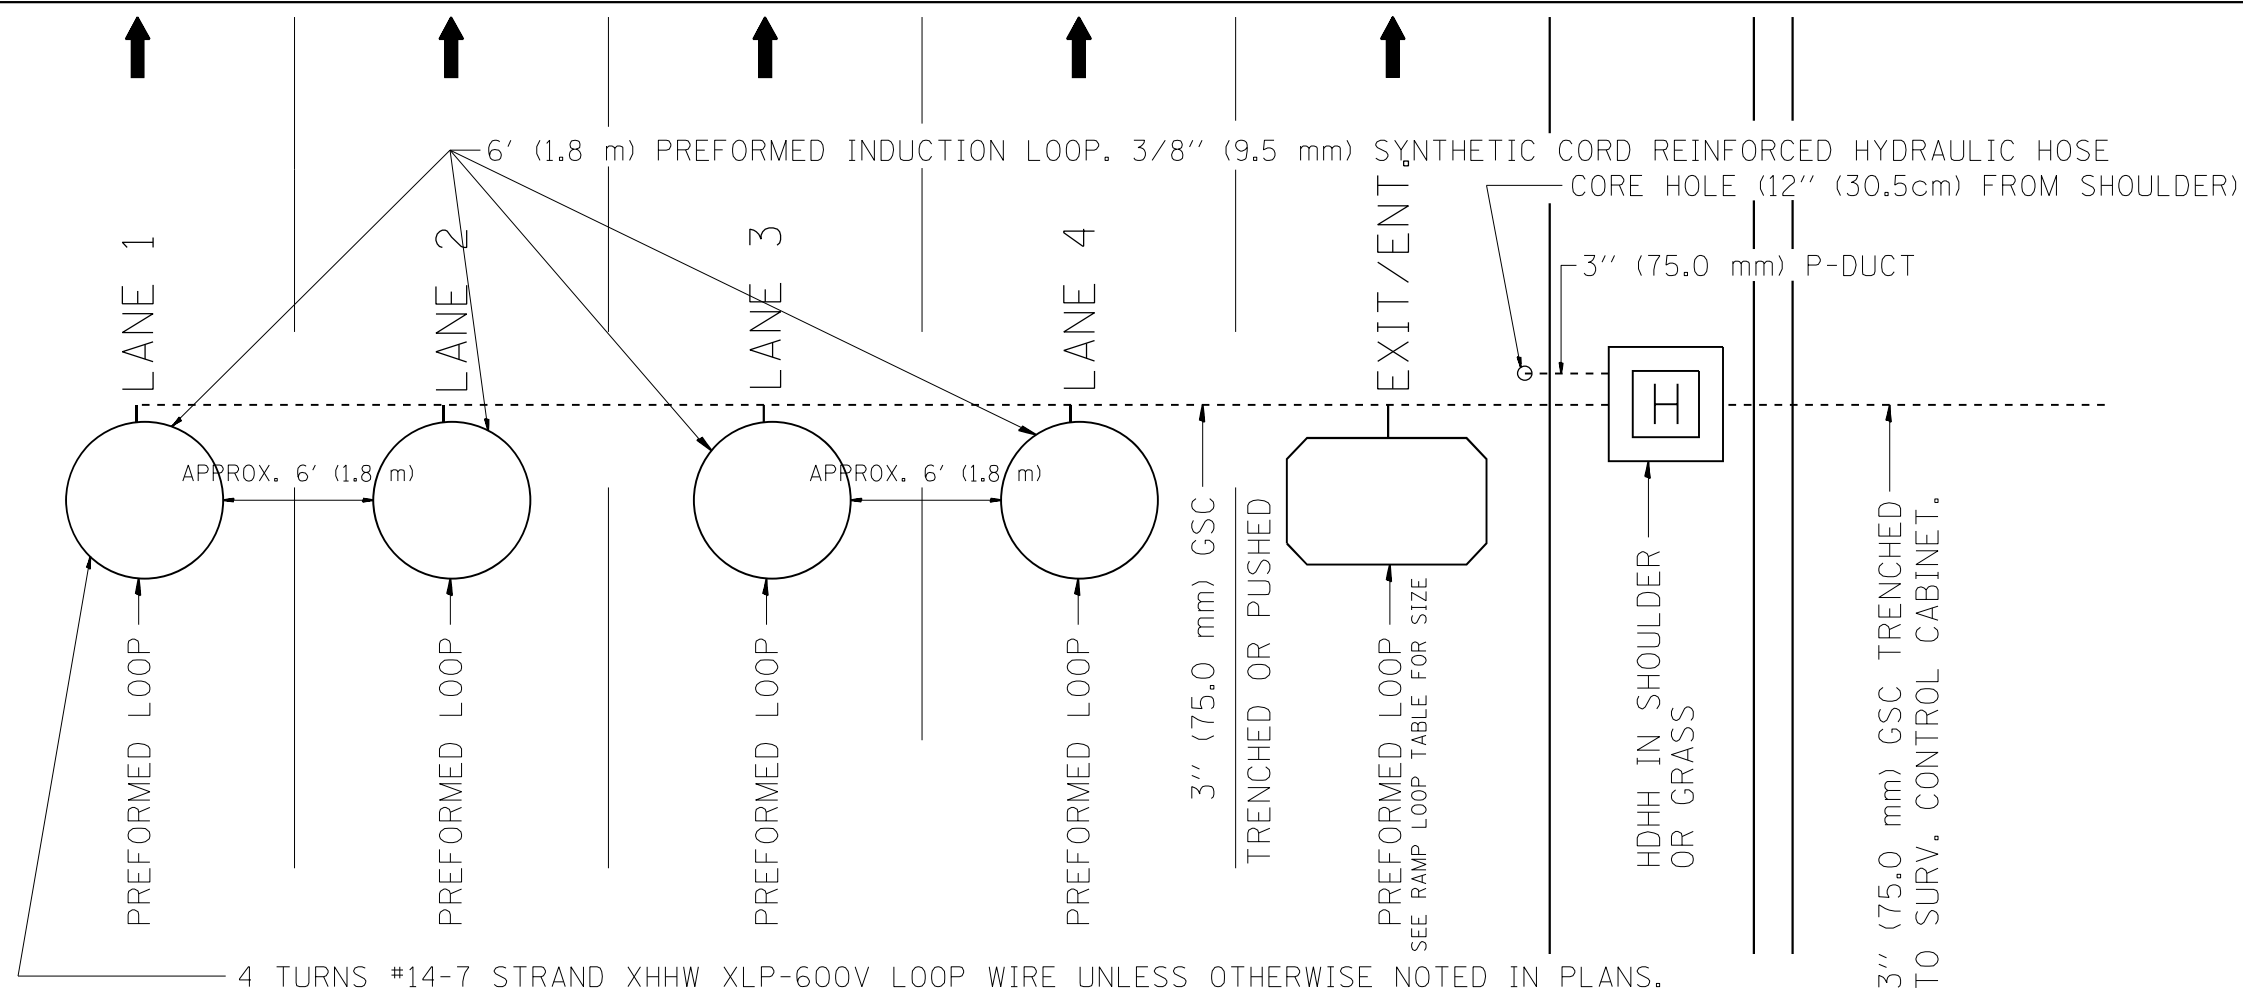 6' (1.8 m) PREFORMED INDUCTION LOOP. 3/8'' (9.5 mm) SYNTHETIC CORD REINFORCED HYDRAULIC HOSE
CORE HOLE (12'' (30.5cm) FROM SHOULDER)
3'' (75.0 mm) P-DUCT
LANE 1
LANE 2
LANE 3
LANE 4
EXIT/ENT.
H
APPROX. 6' (1.8 m)
APPROX. 6' (1.8 m)
PREFORMED LOOP
PREFORMED LOOP
PREFORMED LOOP
PREFORMED LOOP
3'' (75.0 mm) GSC
TRENCHED OR PUSHED
PREFORMED LOOP
SEE RAMP LOOP TABLE FOR SIZE
HDHH IN SHOULDER
OR GRASS
3'' (75.0 mm) GSC TRENCHED
TO SURV. CONTROL CABINET.
4 TURNS #14-7 STRAND XHHW XLP-600V LOOP WIRE UNLESS OTHERWISE NOTED IN PLANS.